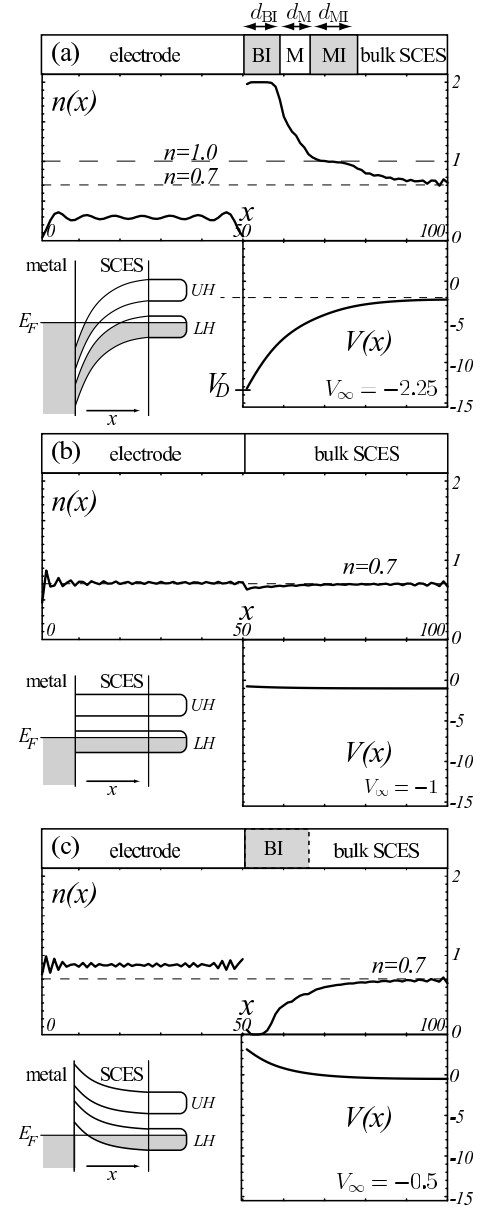 d_BI d_M d_MI
(a) electrode BI M MI bulk SCES
n(x) 2
n=1.0 1
n=0.7
x
0 50 100 0
metal SCES
UH
E_F LH
x
0
-5
V(x)
-10
V_D V_∞ = −2.25
-15
(b) electrode bulk SCES
n(x) 2
n=0.7 1
x
0 50 100 0
metal SCES
UH
E_F LH
x
0
-5
V(x)
-10
V_∞ = −1
-15
(c) electrode BI bulk SCES
n(x) 2
n=0.7 1
x
0 50 100 0
metal SCES
UH
E_F LH
x
0
V(x) -5
-10
V_∞ = −0.5
-15